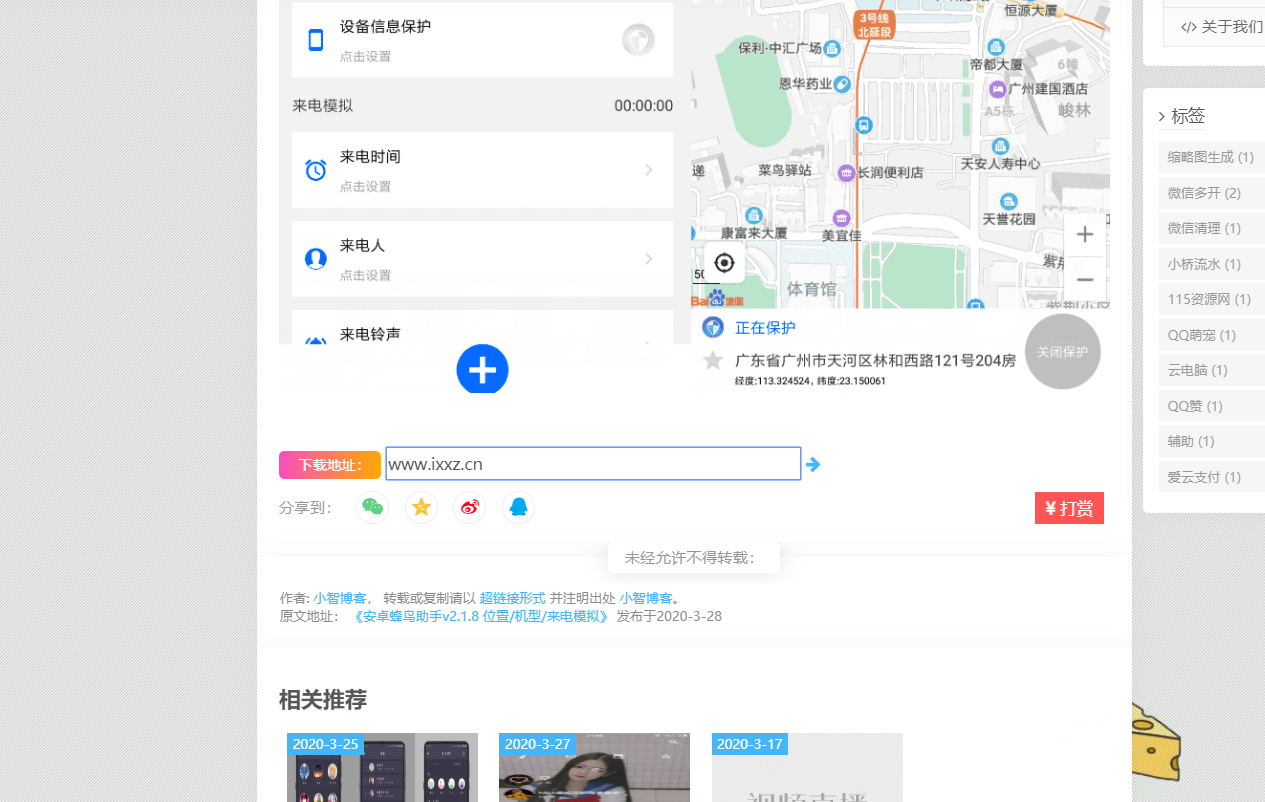 设备信息保护
点击设置
来电模拟 00:00:00
来电时间
点击设置
来电人
点击设置
来电铃声
恒源大厦
3号线
北延段
保利·中汇广场
帝都大厦
6幢
恩华药业
广州建国酒店
A5栋
峻林
天安人寿中心
菜鸟驿站
长润便利店
递
天誉花园
康富来大厦
美宜佳
体育馆
Bai du 地图
正在保护
广东省广州市天河区林和西路121号204房
经度:113.324524，纬度:23.150061
关闭保护
下载地址：
www.ixxz.cn
分享到：
¥打赏
未经允许不得转载：
作者: 小智博客， 转载或复制请以 超链接形式 并注明出处 小智博客。
原文地址： 《安卓蜂鸟助手v2.1.8 位置/机型/来电模拟》 发布于2020-3-28
相关推荐
2020-3-25
2020-3-27
2020-3-17
视频直播
</> 关于我们
标签
缩略图生成 (1)
微信多开 (2)
微信清理 (1)
小桥流水 (1)
115资源网 (1)
QQ萌宠 (1)
云电脑 (1)
QQ赞 (1)
辅助 (1)
爱云支付 (1)